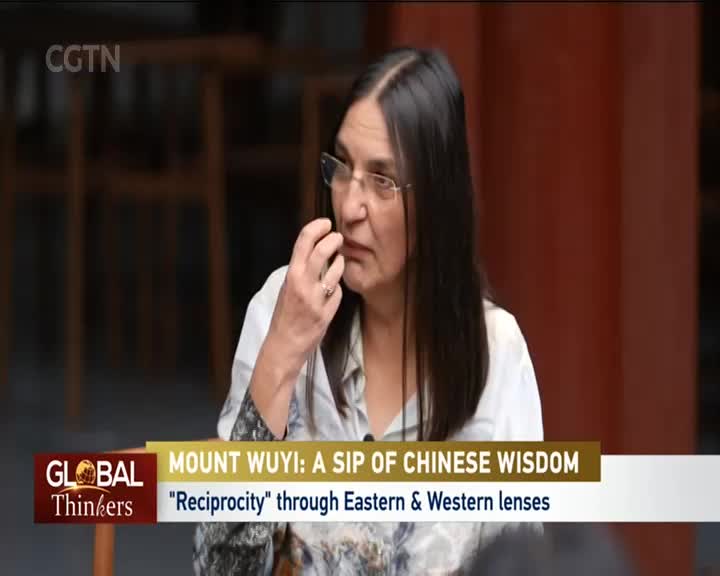 CGTN
MOUNT WUYI: A SIP OF CHINESE WISDOM
GLOBAL
Thinkers
"Reciprocity" through Eastern & Western lenses